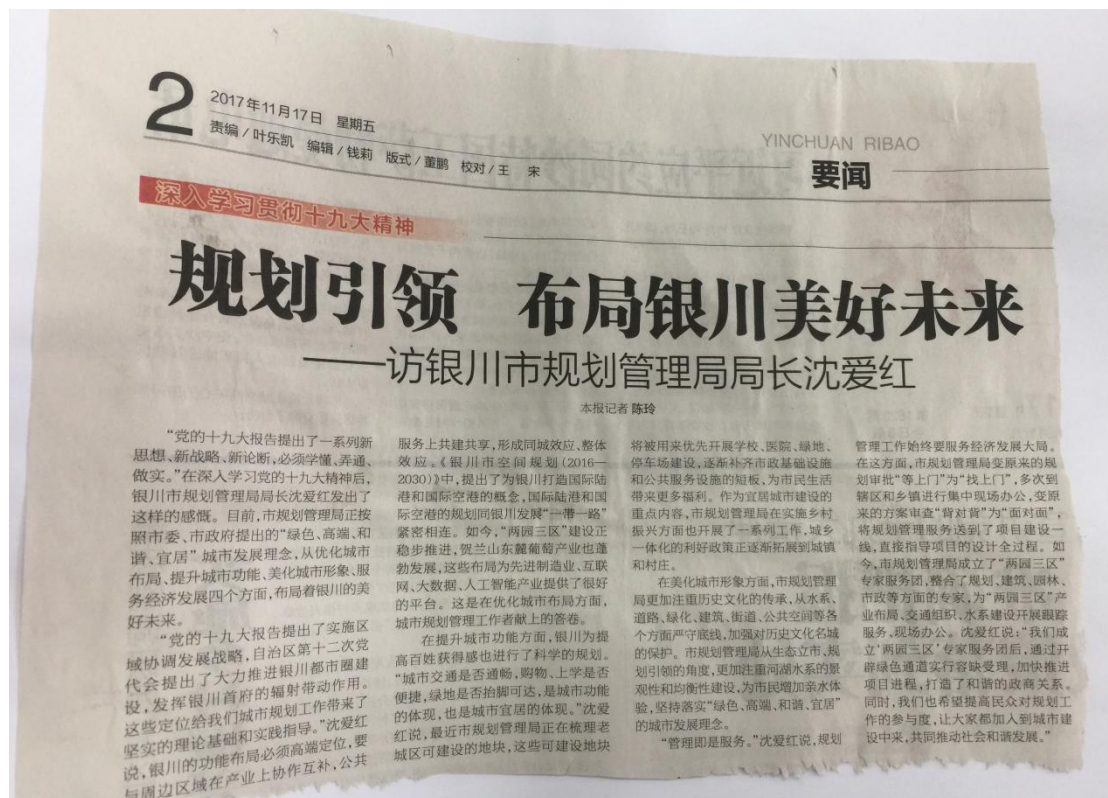 2
2017年11月17日 星期五
责编/叶乐凯 编辑/钱莉 版式/董鹏 校对/王 宋
YINCHUAN RIBAO
要闻
深入学习贯彻十九大精神
规划引领 布局银川美好未来
——访银川市规划管理局局长沈爱红
本报记者 陈玲
“党的十九大报告提出了一系列新
思想、新战略、新论断,必须学懂、弄通、
做实。”在深入学习党的十九大精神后,
银川市规划管理局局长沈爱红发出了
这样的感慨。目前,市规划管理局正按
照市委、市政府提出的“绿色、高端、和
谐、宜居”城市发展理念,从优化城市
布局、提升城市功能、美化城市形象、服
务经济发展四个方面,布局着银川的美
好未来。
“党的十九大报告提出了实施区
域协调发展战略,自治区第十二次党
代会提出了大力推进银川都市圈建
设,发挥银川首府的辐射带动作用。
这些定位给我们城市规划工作带来了
坚实的理论基础和实践指导。”沈爱红
说,银川的功能布局必须高端定位,要
与周边区域在产业上协作互补,公共
服务上共建共享,形成同城效应、整体
效应。《银川市空间规划(2016—
2030)》中,提出了为银川打造国际陆
港和国际空港的概念,国际陆港和国
际空港的规划同银川发展“一带一路”
紧密相连。如今,“两园三区”建设正
稳步推进,贺兰山东麓葡萄产业也蓬
勃发展,这些布局为先进制造业、互联
网、大数据、人工智能产业提供了很好
的平台。这是在优化城市布局方面,
城市规划管理工作者献上的答卷。
在提升城市功能方面,银川为提
高百姓获得感也进行了科学的规划。
“城市交通是否通畅,购物、上学是否
便捷,绿地是否抬脚可达,是城市功能
的体现,也是城市宜居的体现。”沈爱
红说,最近市规划管理局正在梳理老
城区可建设的地块,这些可建设地块
将被用来优先开展学校、医院、绿地、
停车场建设,逐渐补齐市政基础设施
和公共服务设施的短板,为市民生活
带来更多福利。作为宜居城市建设的
重点内容,市规划管理局在实施乡村
振兴方面也开展了一系列工作,城乡
一体化的利好政策正逐渐拓展到城镇
和村庄。
在美化城市形象方面,市规划管理
局更加注重历史文化的传承,从水系、
道路、绿化、建筑、街道、公共空间等各
个方面严守底线,加强对历史文化名城
的保护。市规划管理局从生态立市、规
划引领的角度,更加注重河湖水系的景
观性和均衡性建设,为市民增加亲水体
验,坚持落实“绿色、高端、和谐、宜居”
的城市发展理念。
“管理即是服务。”沈爱红说,规划
管理工作始终要服务经济发展大局。
在这方面,市规划管理局变原来的规
划审批“等上门”为“找上门”,多次到
辖区和乡镇进行集中现场办公,变原
来的方案审查“背对背”为“面对面”,
将规划管理服务送到了项目建设一
线,直接指导项目的设计全过程。如
今,市规划管理局成立了“两园三区”
专家服务团,整合了规划、建筑、园林、
市政等方面的专家,为“两园三区”产
业布局、交通组织、水系建设开展跟踪
服务、现场办公。沈爱红说:“我们成
立‘两园三区’专家服务团后,通过开
辟绿色通道实行容缺受理,加快推进
项目进程,打造了和谐的政商关系。
同时,我们也希望提高民众对规划工
作的参与度,让大家都加入到城市建
设中来,共同推动社会和谐发展。”